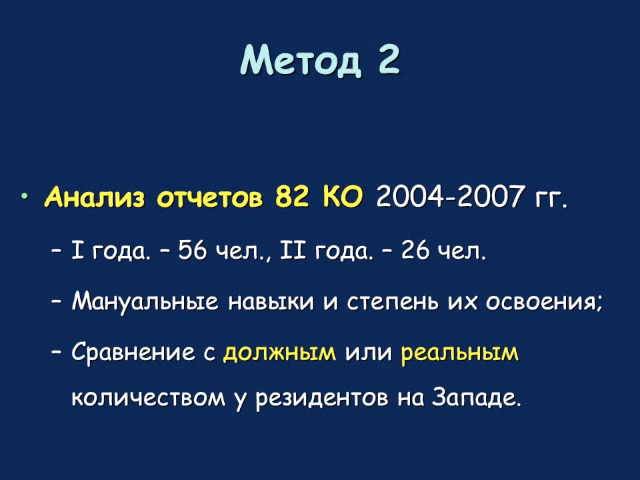 Метод 2
• Анализ отчетов 82 КО 2004-2007 гг.
– I года. – 56 чел., II года. – 26 чел.
– Мануальные навыки и степень их освоения;
– Сравнение с должным или реальным
количеством у резидентов на Западе.